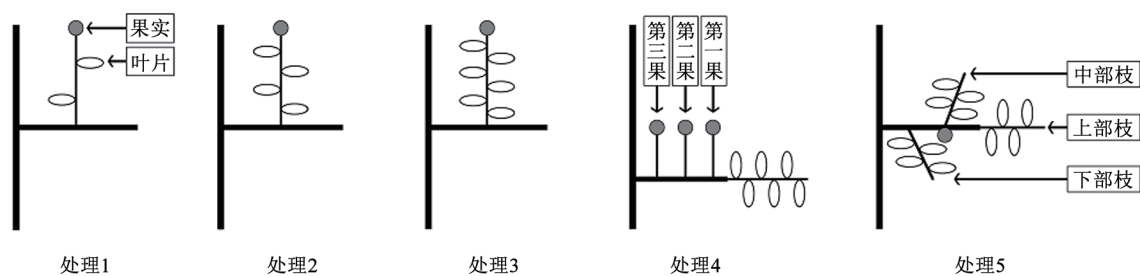 果实
叶片
第三果
第二果
第一果
中部枝
上部枝
下部枝
处理1
处理2
处理3
处理4
处理5